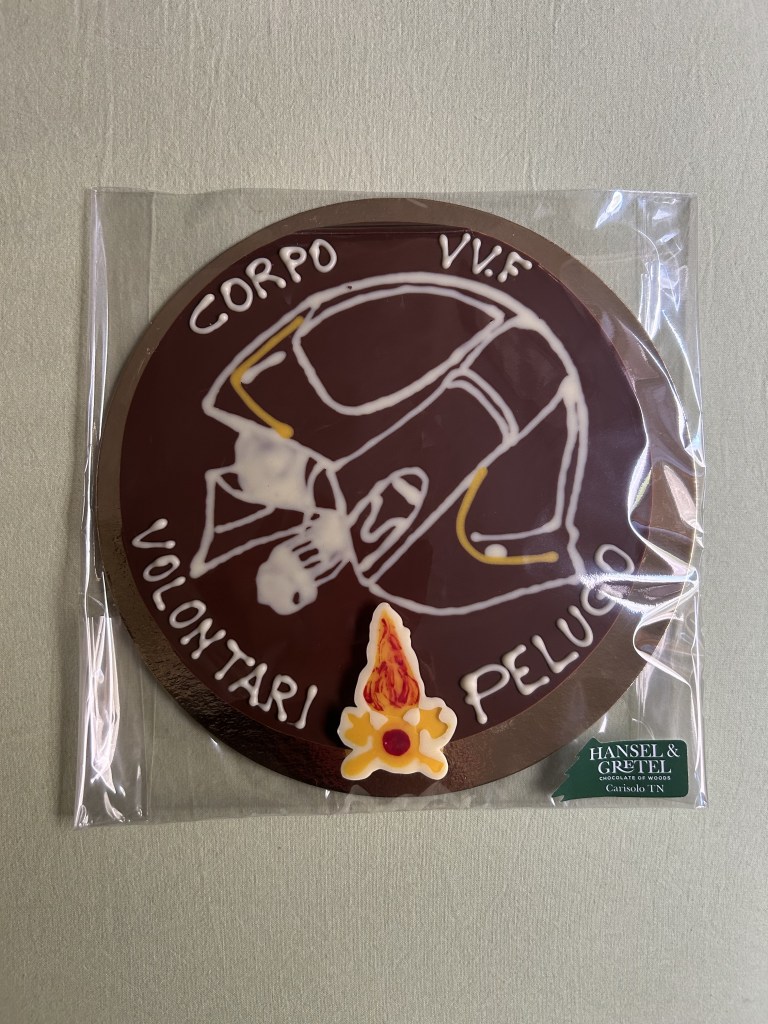 CORPO VV.F
VOLONTARI PELUGO
HANSEL &
GRETEL
CHOCOLATE OF WOODS
Carisolo TN